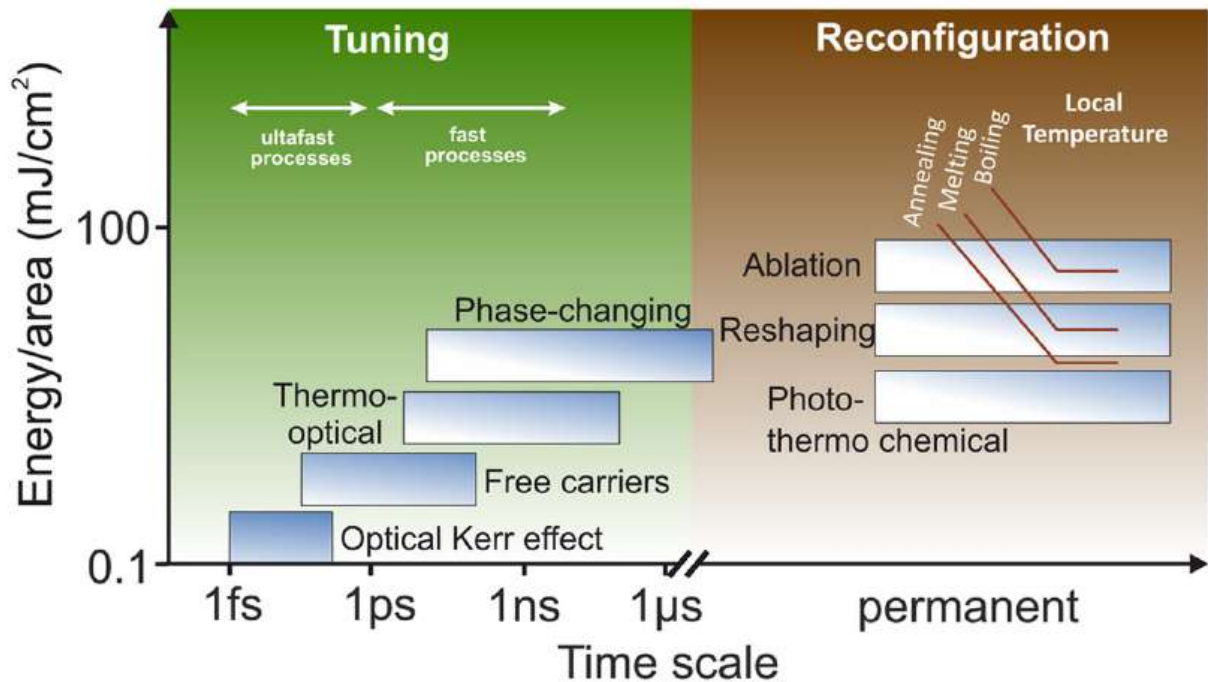 Tuning
Reconfiguration
ultafast
processes
fast
processes
Local
Temperature
Annealing
Melting
Boiling
Energy/area (mJ/cm²)
100
0.1
Ablation
Phase-changing
Reshaping
Thermo-
optical
Photo-
thermo chemical
Free carriers
Optical Kerr effect
1fs
1ps
1ns
1µs
permanent
Time scale